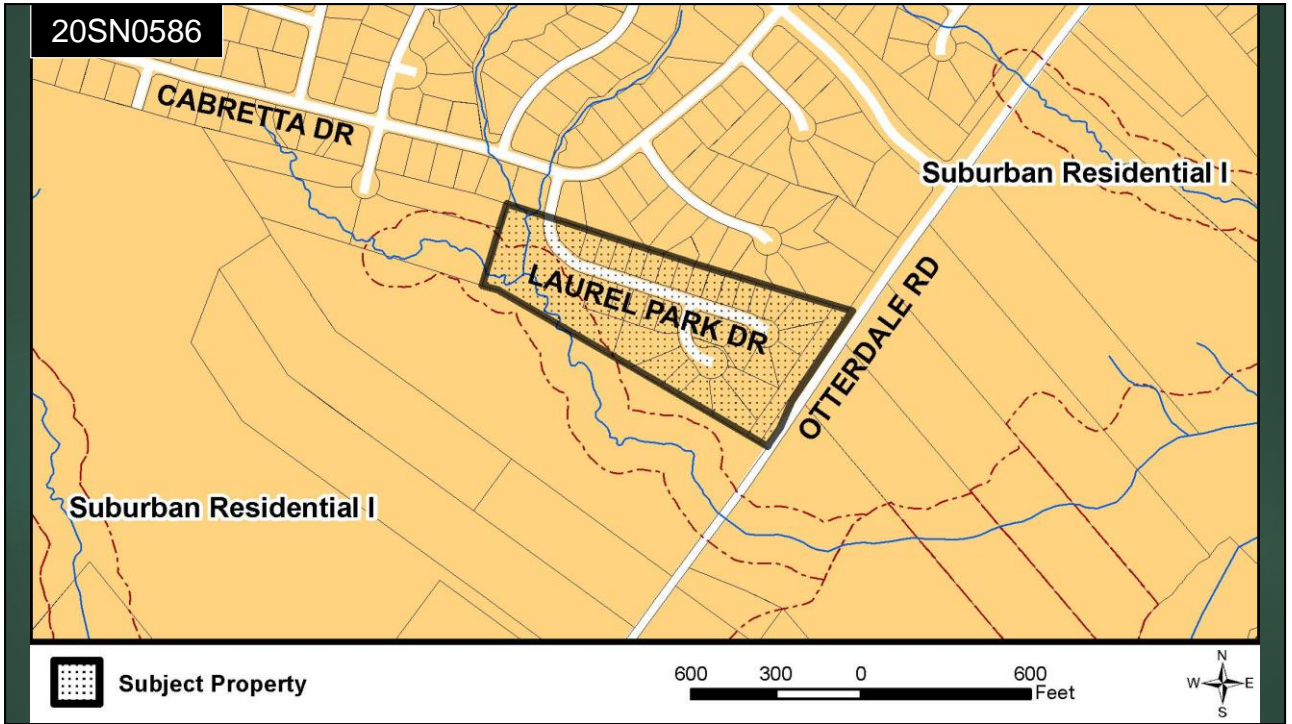 20SN0586
CABRETTA DR
Suburban Residential I
LAUREL PARK DR
OTTERDALE RD
Suburban Residential I
Subject Property
600 300 0 600
Feet
N
W E
S